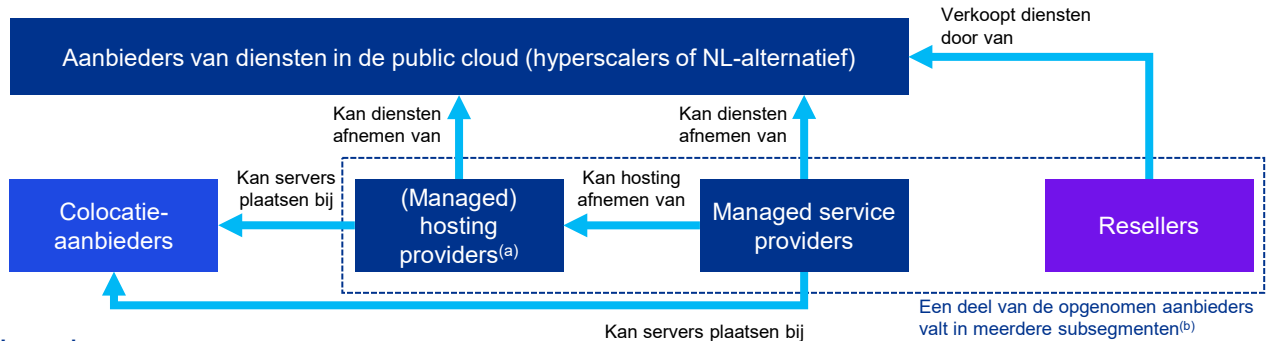 Verkoopt diensten
door van
Aanbieders van diensten in de public cloud (hyperscalers of NL-alternatief)
Kan diensten
afnemen van
Kan diensten
afnemen van
Kan servers
plaatsen bij
Kan hosting
afnemen van
Colocatie-
aanbieders
(Managed)
hosting
providers(a)
Managed service
providers
Resellers
Een deel van de opgenomen aanbieders
valt in meerdere subsegmenten(b)
Kan servers plaatsen bij